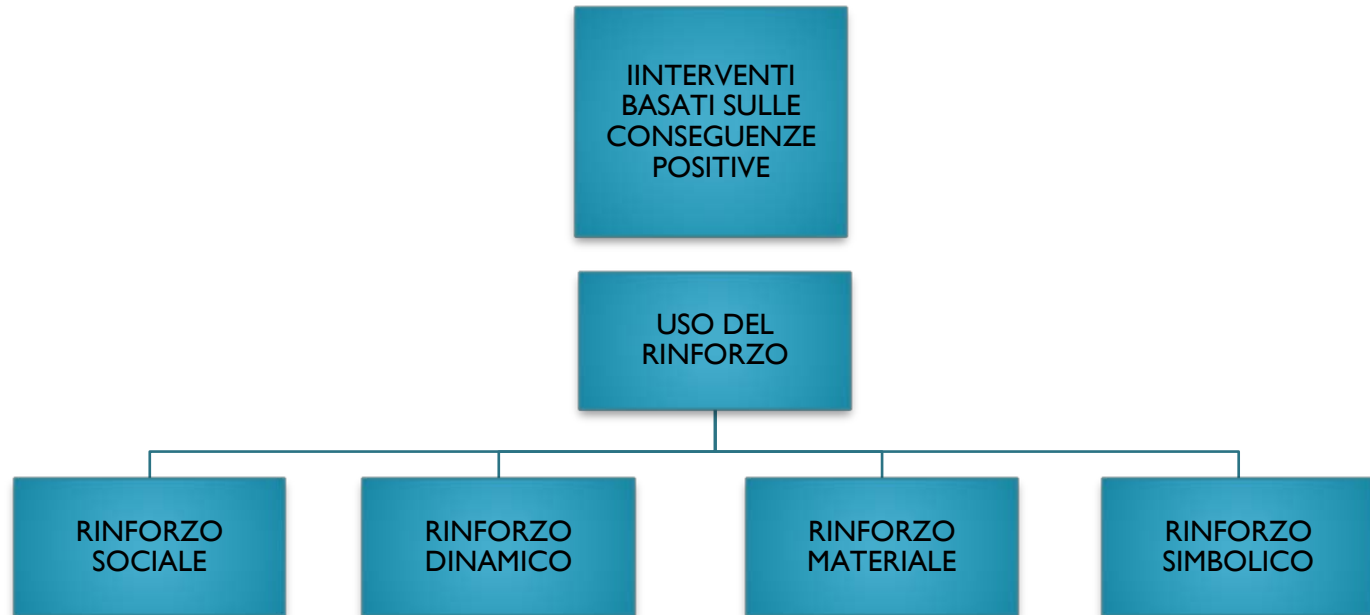 IINTERVENTI
BASATI SULLE
CONSEGUENZE
POSITIVE
USO DEL
RINFORZO
RINFORZO
SOCIALE
RINFORZO
DINAMICO
RINFORZO
MATERIALE
RINFORZO
SIMBOLICO